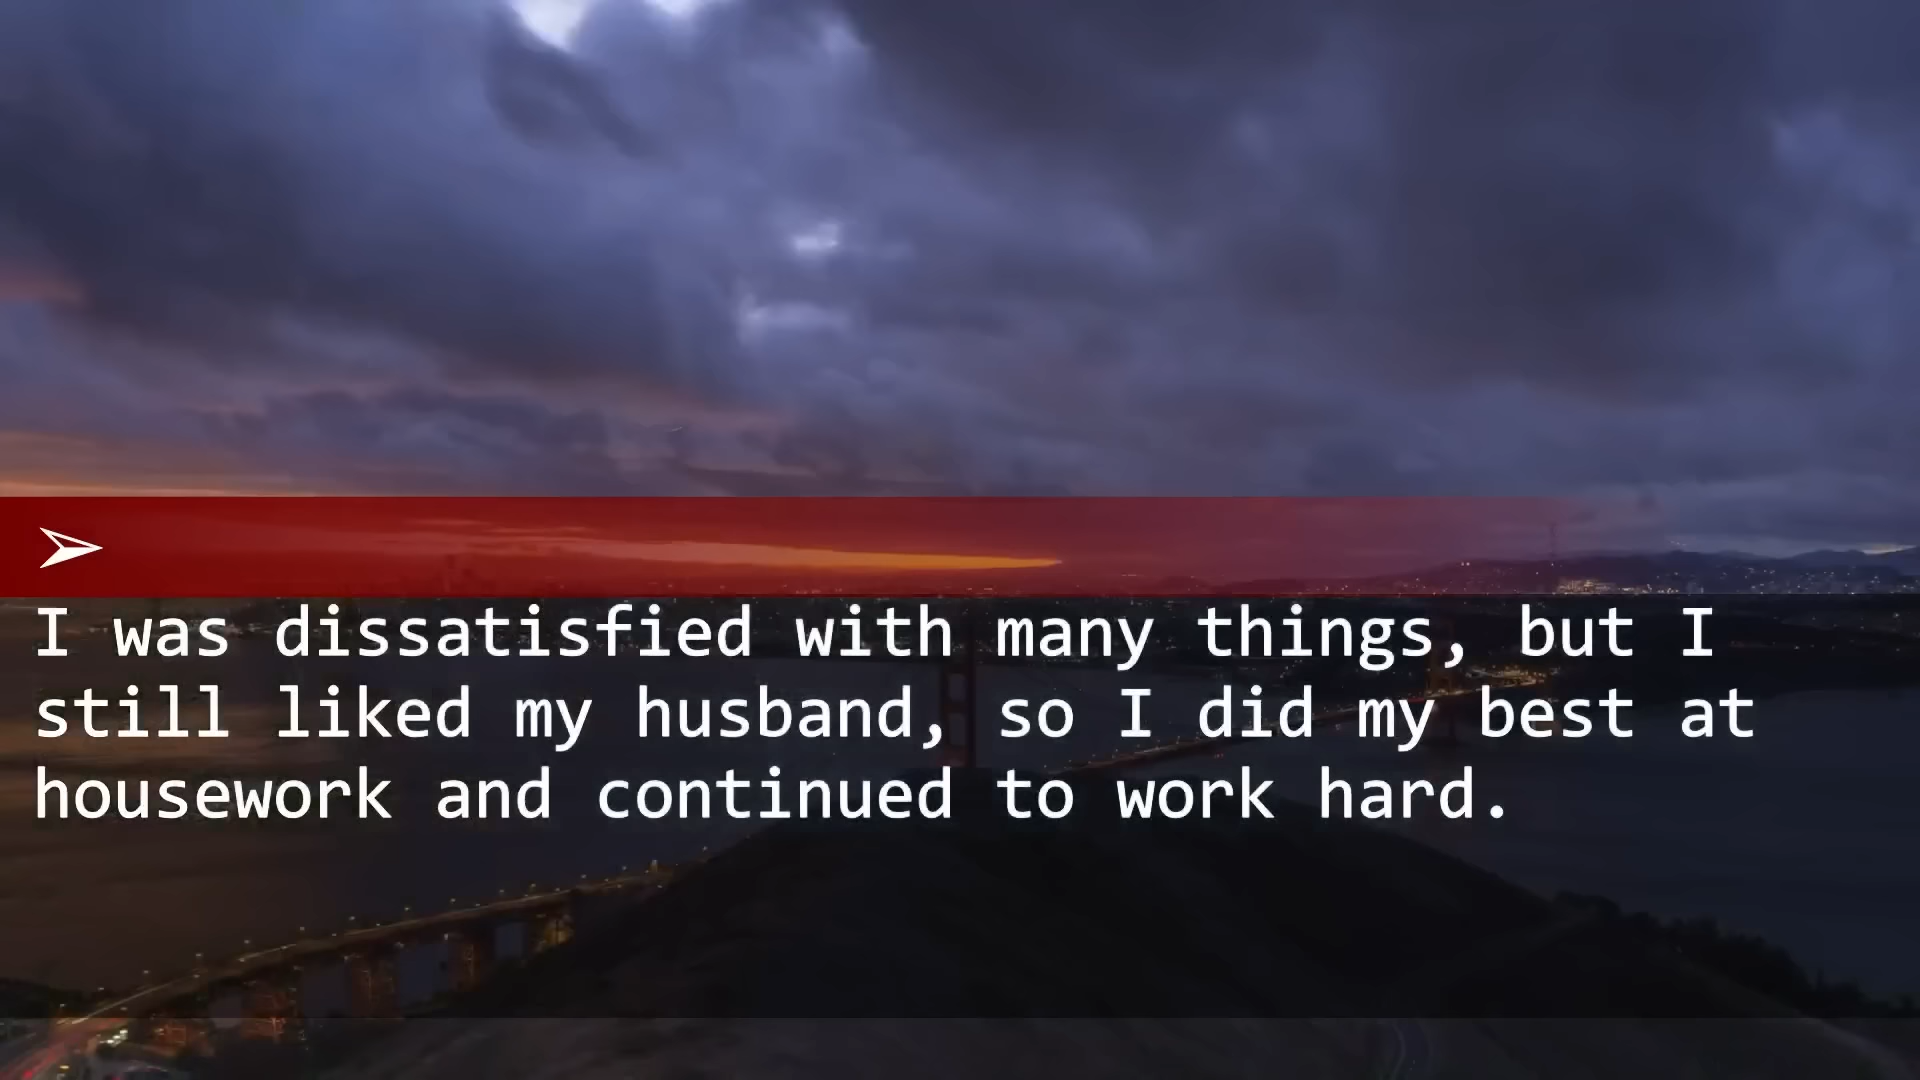 I was dissatisfied with many things, but I
still liked my husband, so I did my best at
housework and continued to work hard.